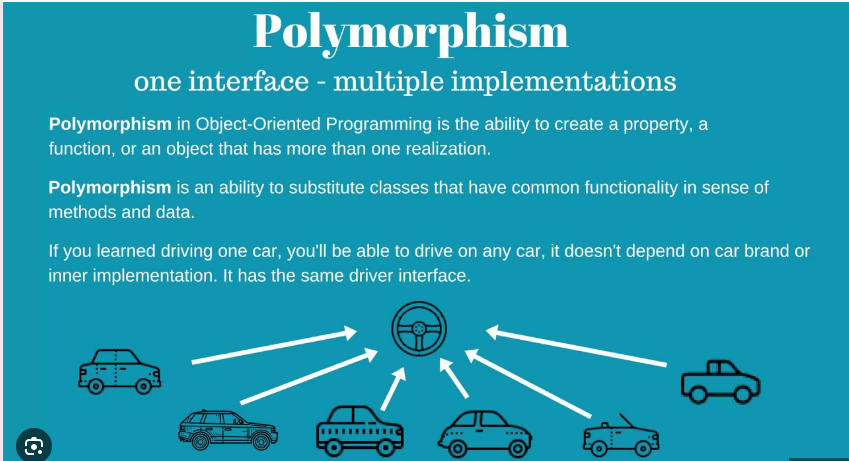 Polymorphism
one interface - multiple implementations
Polymorphism in Object-Oriented Programming is the ability to create a property, a
function, or an object that has more than one realization.
Polymorphism is an ability to substitute classes that have common functionality in sense of
methods and data.
If you learned driving one car, you'll be able to drive on any car, it doesn't depend on car brand or
inner implementation. It has the same driver interface.